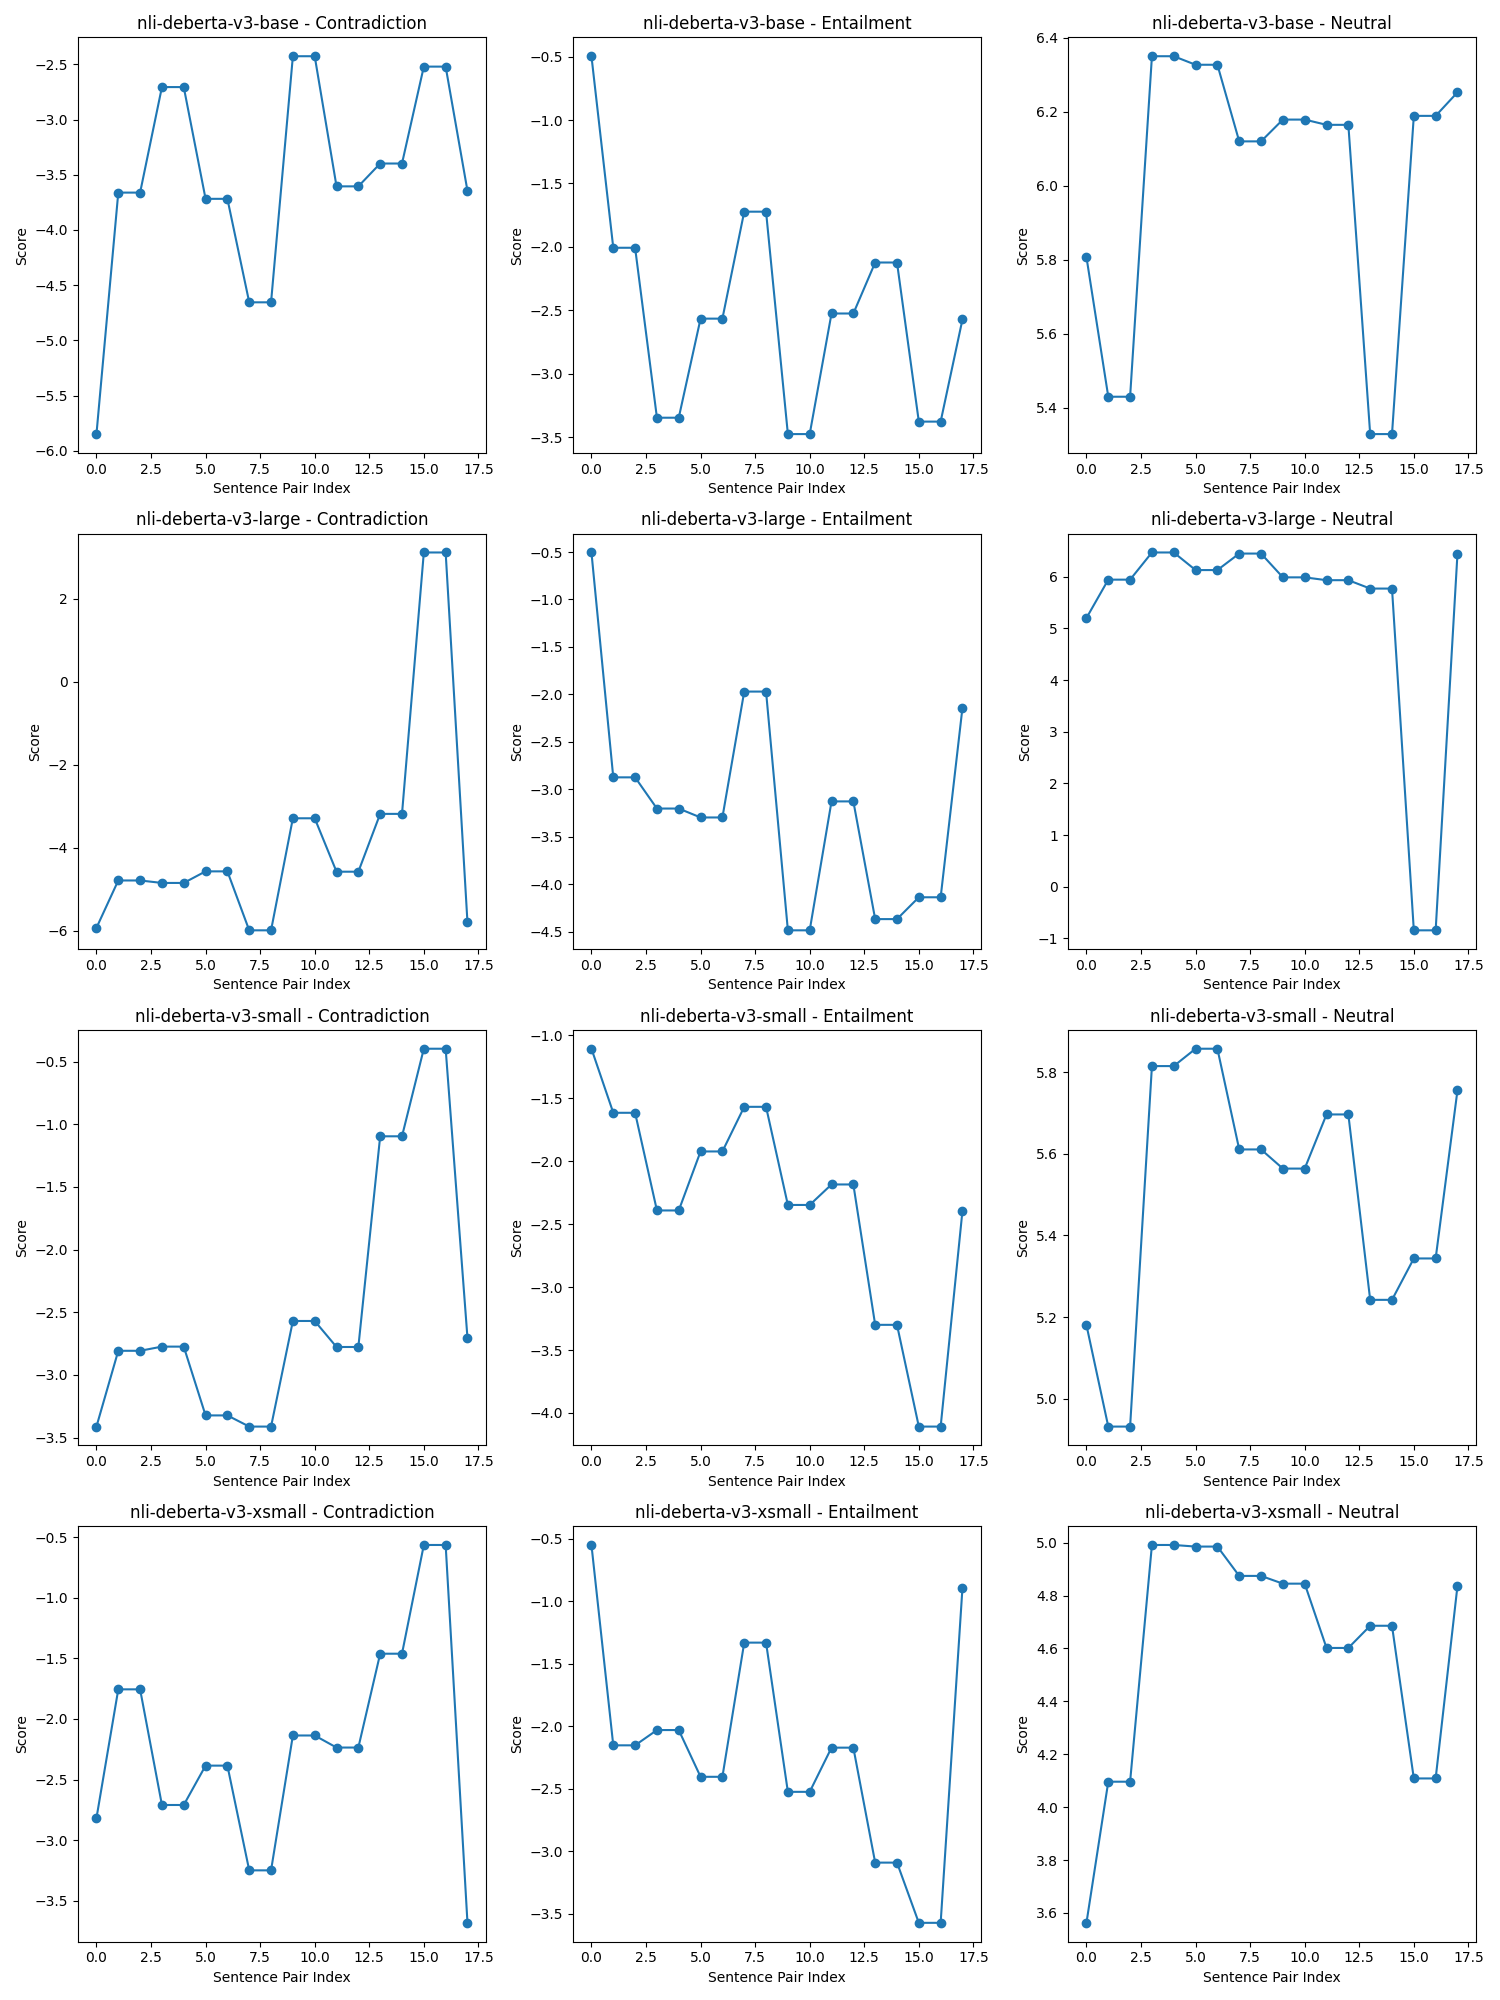 nli-deberta-v3-base - Contradiction
nli-deberta-v3-base - Entailment
nli-deberta-v3-base - Neutral
−2.5
−3.0
−3.5
−4.0
−4.5
−5.0
−5.5
−6.0
Score
0.0 2.5 5.0 7.5 10.0 12.5 15.0 17.5
Sentence Pair Index
−0.5
−1.0
−1.5
−2.0
−2.5
−3.0
−3.5
Score
0.0 2.5 5.0 7.5 10.0 12.5 15.0 17.5
Sentence Pair Index
6.4
6.2
6.0
5.8
5.6
5.4
Score
0.0 2.5 5.0 7.5 10.0 12.5 15.0 17.5
Sentence Pair Index
nli-deberta-v3-large - Contradiction
nli-deberta-v3-large - Entailment
nli-deberta-v3-large - Neutral
2
0
−2
−4
−6
Score
0.0 2.5 5.0 7.5 10.0 12.5 15.0 17.5
Sentence Pair Index
−0.5
−1.0
−1.5
−2.0
−2.5
−3.0
−3.5
−4.0
−4.5
Score
0.0 2.5 5.0 7.5 10.0 12.5 15.0 17.5
Sentence Pair Index
6
5
4
3
2
1
0
−1
Score
0.0 2.5 5.0 7.5 10.0 12.5 15.0 17.5
Sentence Pair Index
nli-deberta-v3-small - Contradiction
nli-deberta-v3-small - Entailment
nli-deberta-v3-small - Neutral
−0.5
−1.0
−1.5
−2.0
−2.5
−3.0
−3.5
Score
0.0 2.5 5.0 7.5 10.0 12.5 15.0 17.5
Sentence Pair Index
−1.0
−1.5
−2.0
−2.5
−3.0
−3.5
−4.0
Score
0.0 2.5 5.0 7.5 10.0 12.5 15.0 17.5
Sentence Pair Index
5.8
5.6
5.4
5.2
5.0
Score
0.0 2.5 5.0 7.5 10.0 12.5 15.0 17.5
Sentence Pair Index
nli-deberta-v3-xsmall - Contradiction
nli-deberta-v3-xsmall - Entailment
nli-deberta-v3-xsmall - Neutral
−0.5
−1.0
−1.5
−2.0
−2.5
−3.0
−3.5
Score
0.0 2.5 5.0 7.5 10.0 12.5 15.0 17.5
Sentence Pair Index
−0.5
−1.0
−1.5
−2.0
−2.5
−3.0
−3.5
Score
0.0 2.5 5.0 7.5 10.0 12.5 15.0 17.5
Sentence Pair Index
5.0
4.8
4.6
4.4
4.2
4.0
3.8
3.6
Score
0.0 2.5 5.0 7.5 10.0 12.5 15.0 17.5
Sentence Pair Index